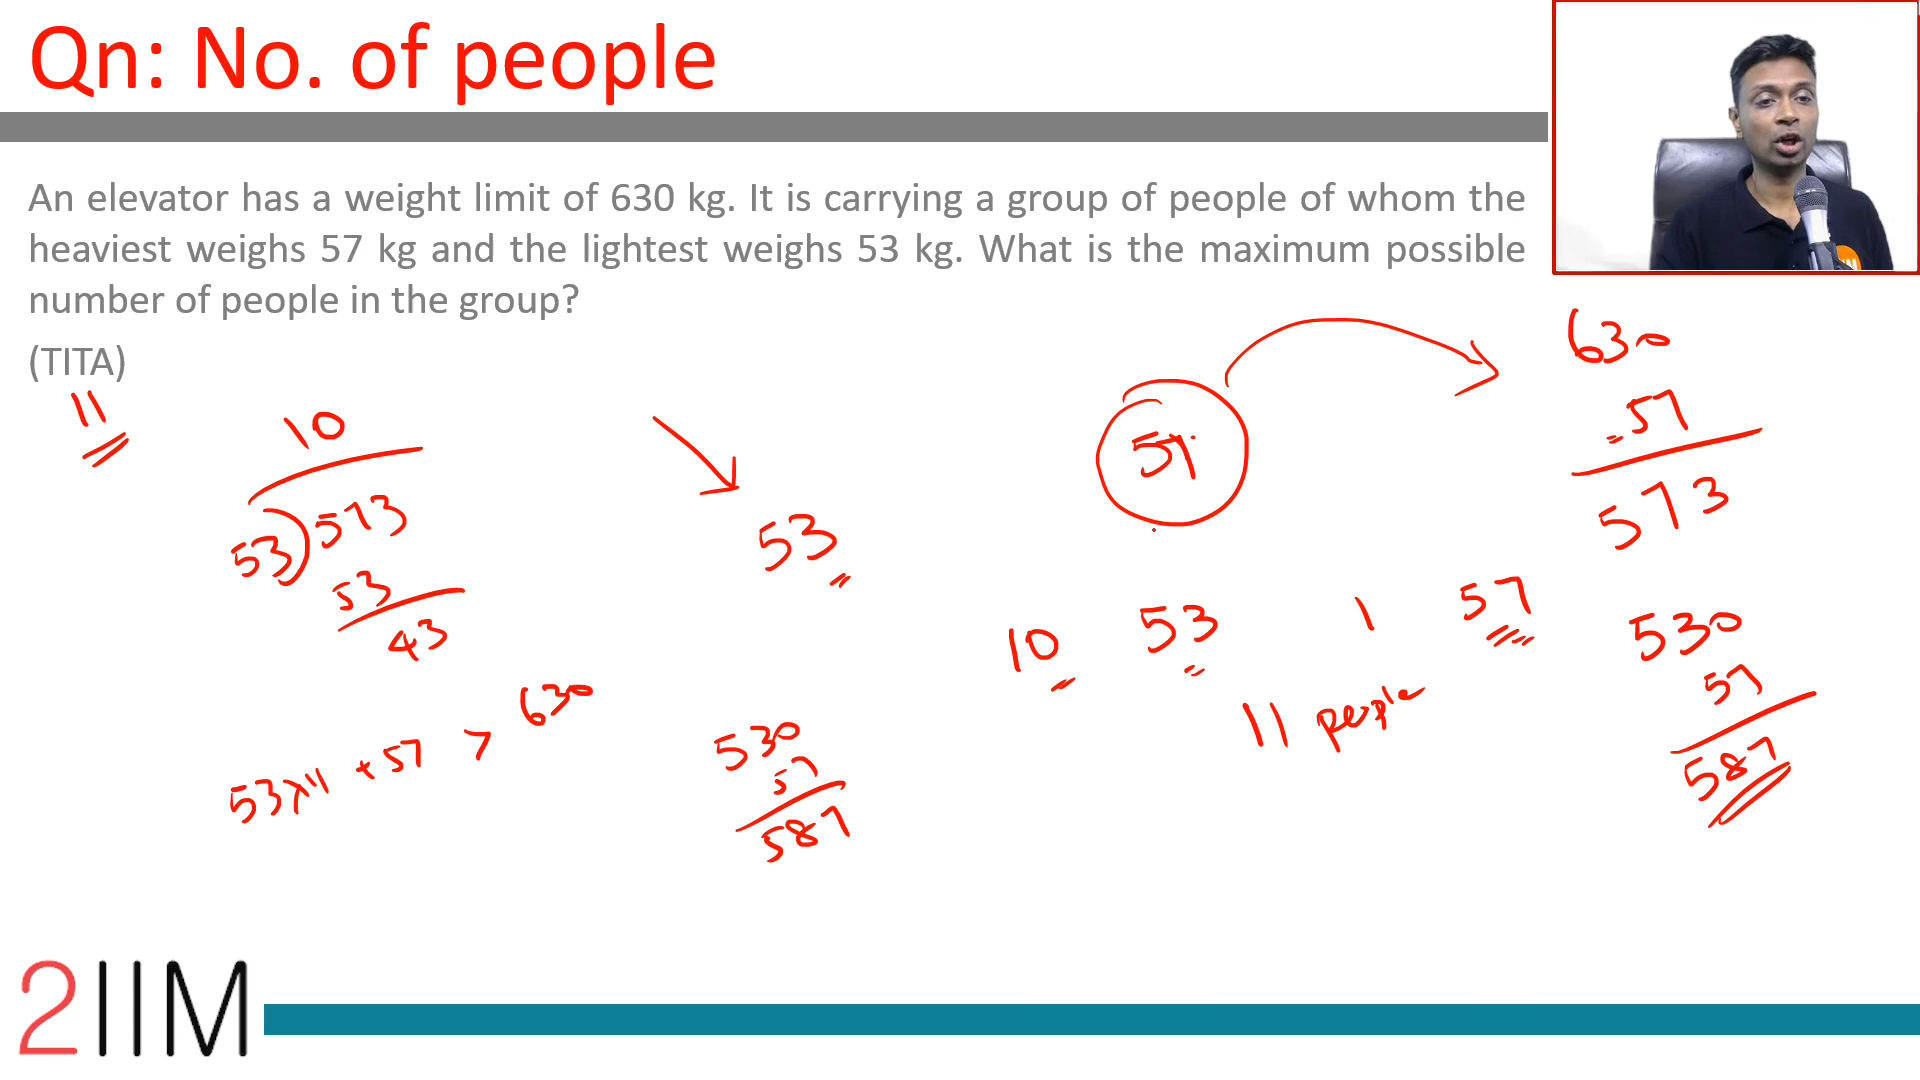 Qn: No. of people
An elevator has a weight limit of 630 kg. It is carrying a group of people of whom the
heaviest weighs 57 kg and the lightest weighs 53 kg. What is the maximum possible
number of people in the group?
(TITA)
11
10
53)573
53
43
53x11 + 57 > 630
53
530
57
587
57
630
- 57
573
10 53 1 57
11 people
530
57
587
2IIM